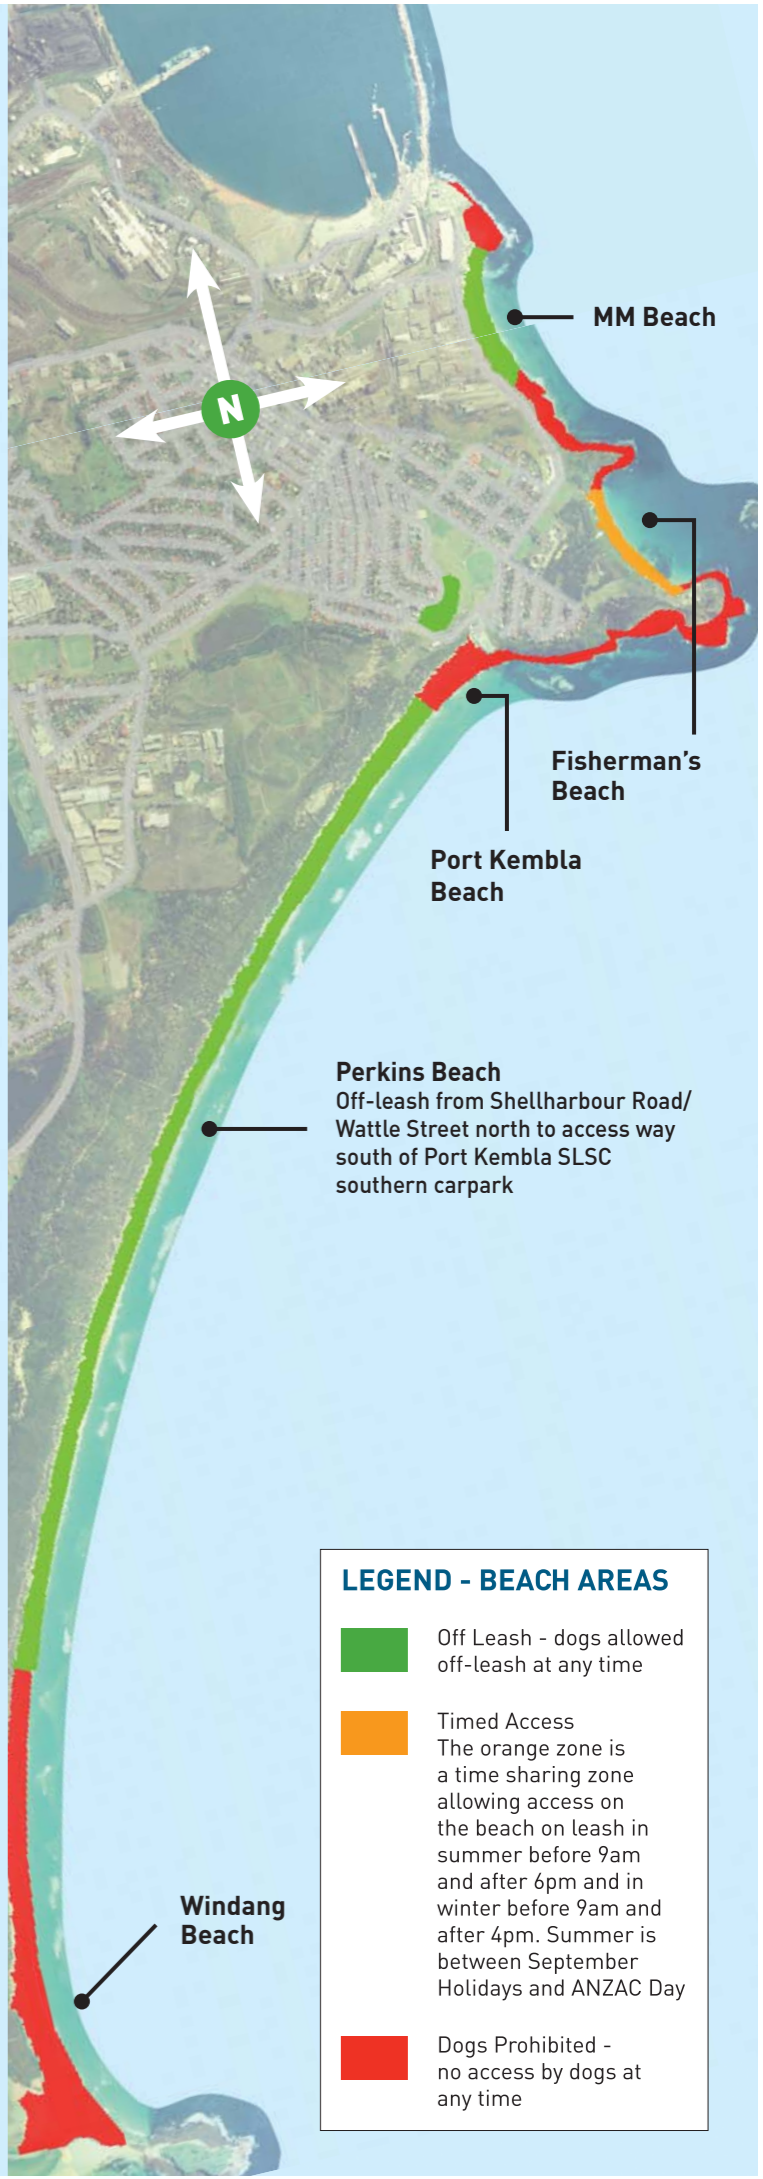 MM Beach
N
Fisherman’s
Beach
Port Kembla
Beach
Perkins Beach
Off-leash from Shellharbour Road/
Wattle Street north to access way
south of Port Kembla SLSC
southern carpark
LEGEND - BEACH AREAS
Off Leash - dogs allowed
off-leash at any time
Timed Access
The orange zone is
a time sharing zone
allowing access on
the beach on leash in
summer before 9am
and after 6pm and in
winter before 9am and
after 4pm. Summer is
between September
Holidays and ANZAC Day
Windang
Beach
Dogs Prohibited -
no access by dogs at
any time